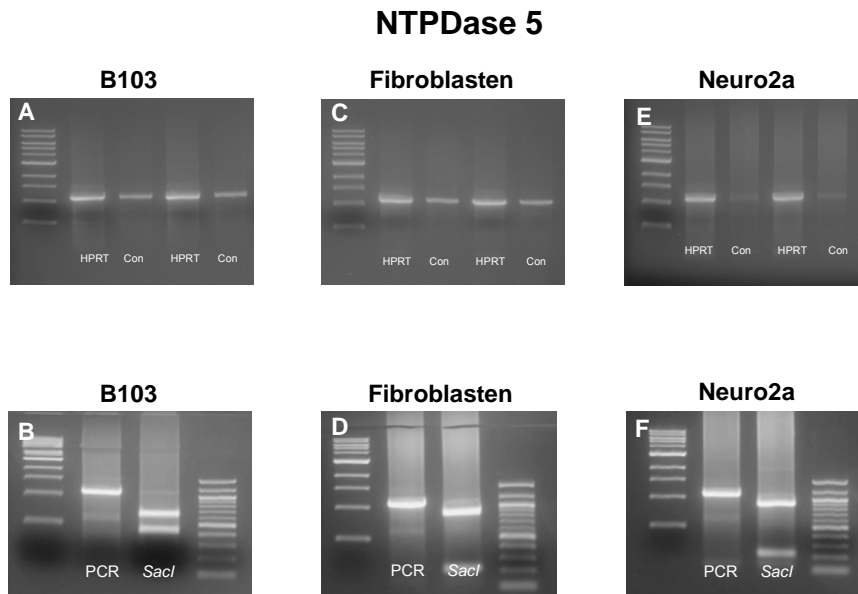 NTPDase 5
B103 Fibroblasten Neuro2a
A C E
HPRT Con HPRT Con HPRT Con HPRT Con HPRT Con HPRT Con
B103 Fibroblasten Neuro2a
B D F
PCR SacI PCR SacI PCR SacI